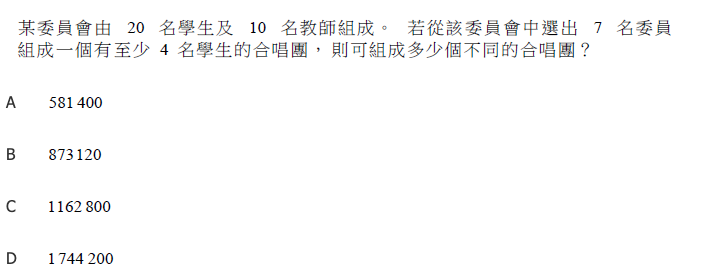 某委員會由 20 名學生及 10 名教師組成。 若從該委員會中選出 7 名委員
組成一個有至少 4 名學生的合唱團，則可組成多少個不同的合唱團？
A 581 400
B 873 120
C 1162 800
D 1 744 200